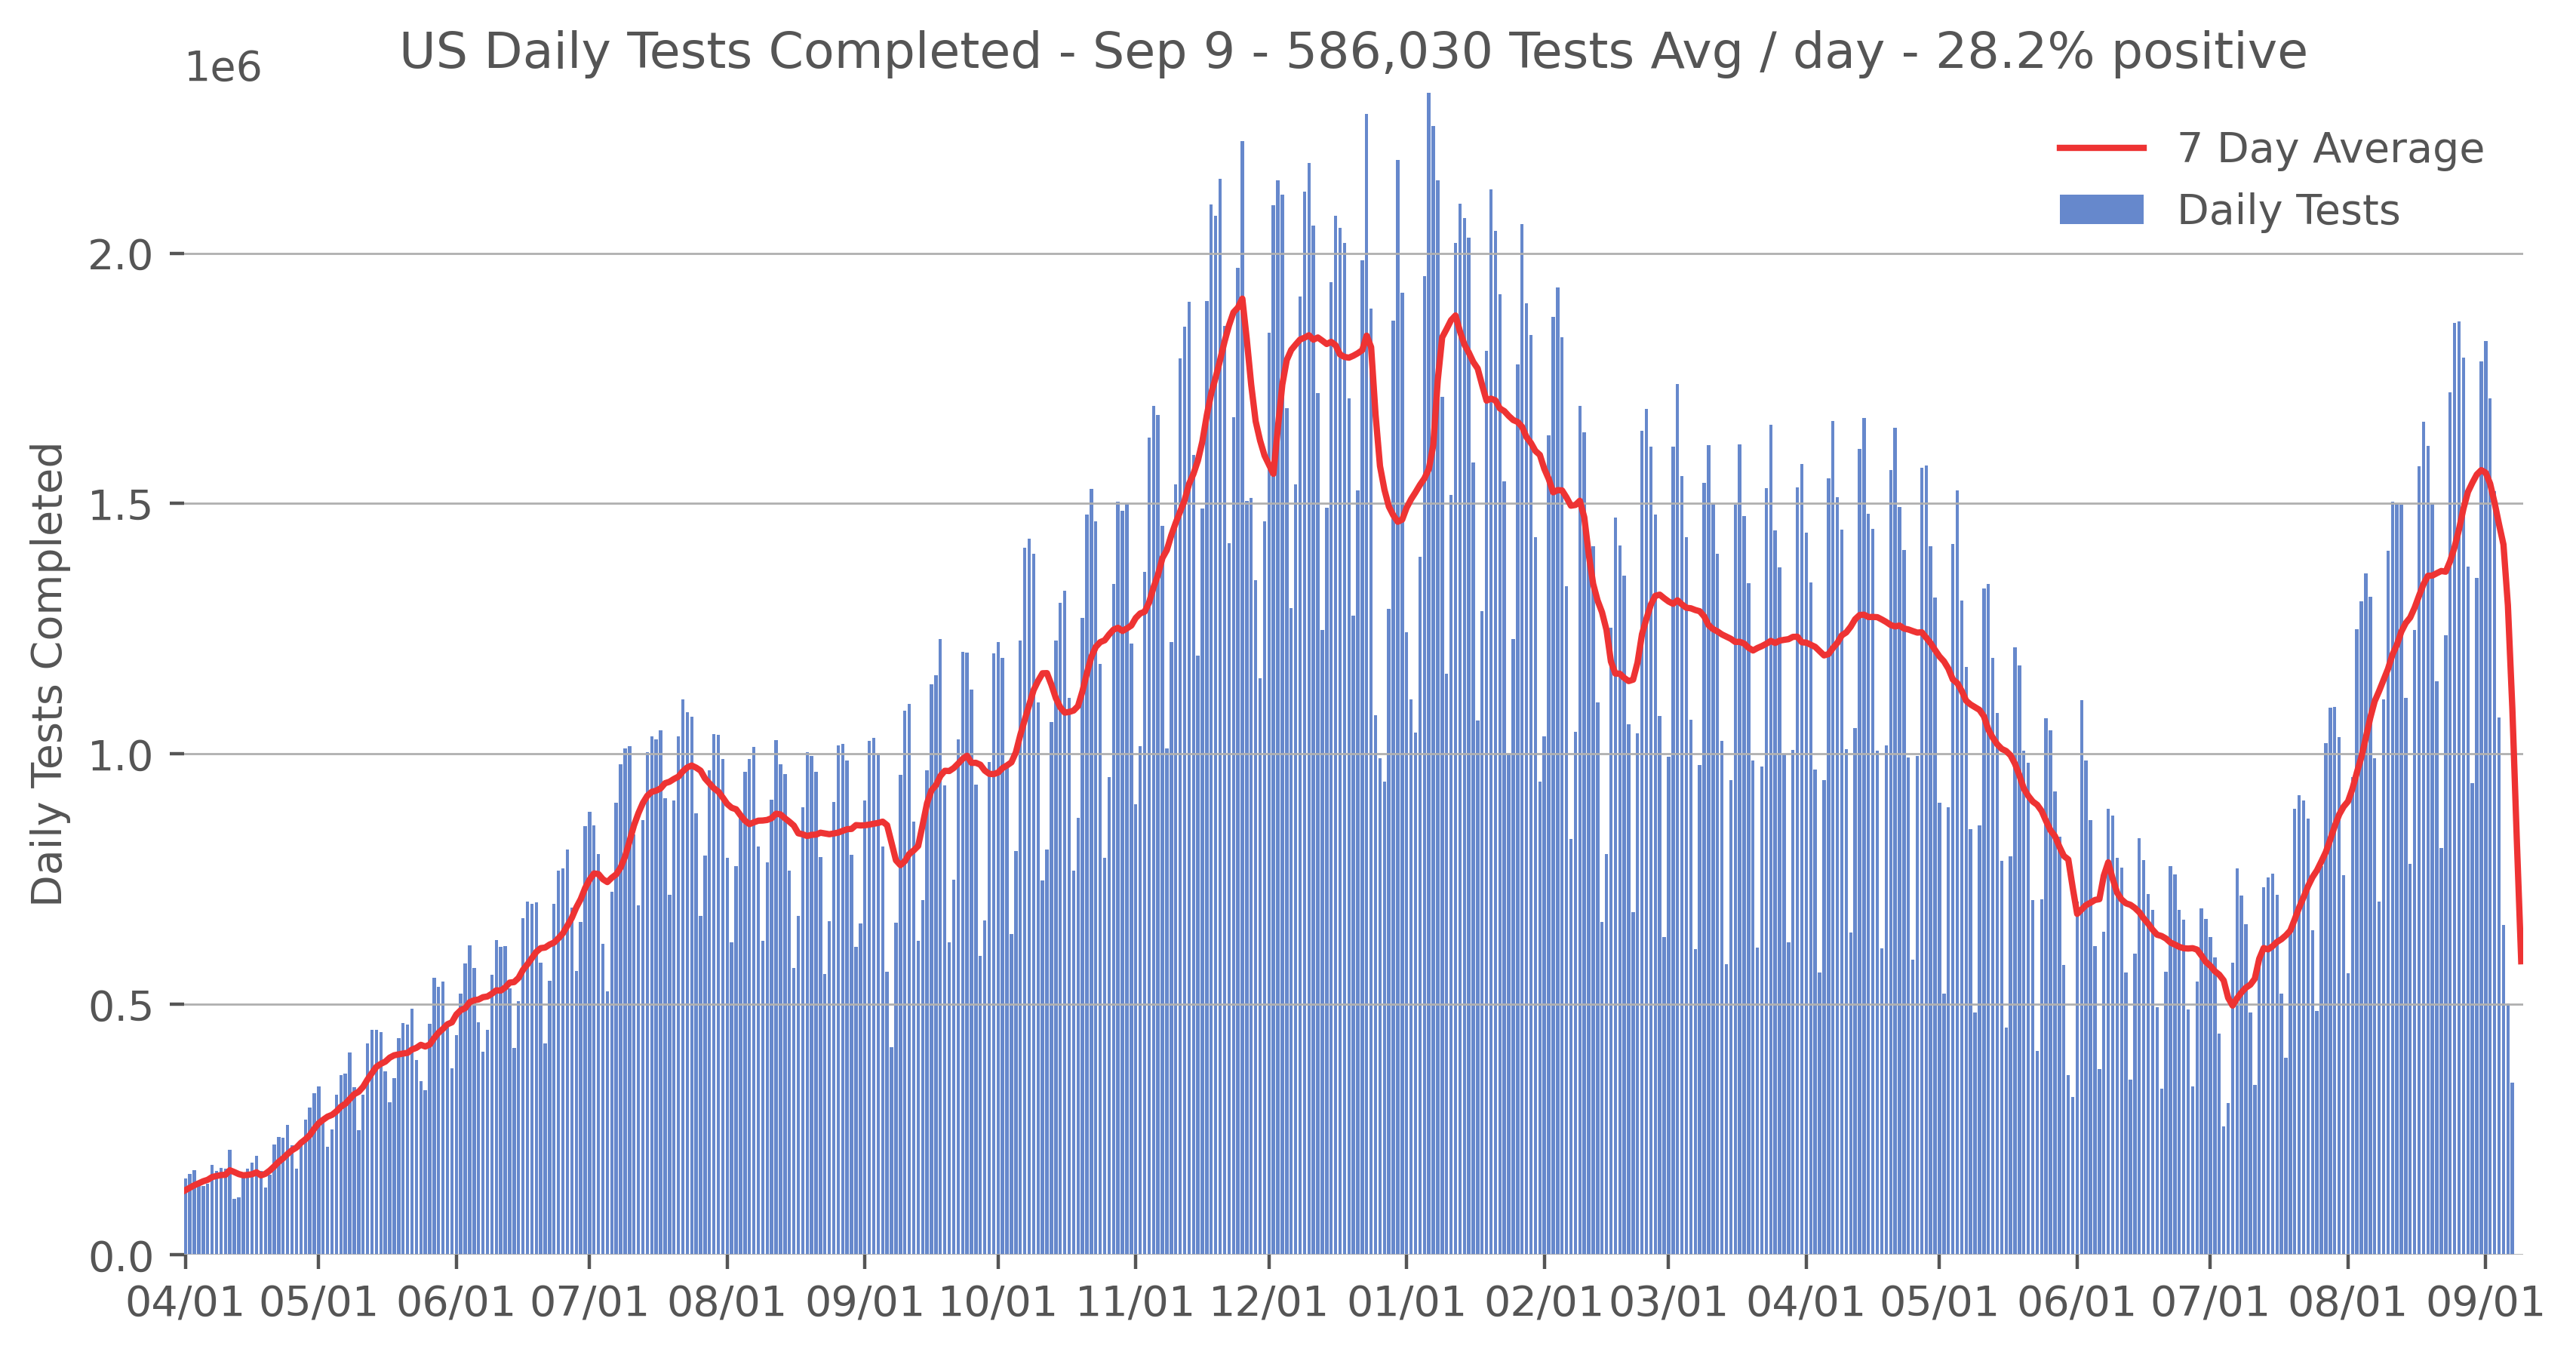 US Daily Tests Completed - Sep 9 - 586,030 Tests Avg / day - 28.2% positive
1e6
7 Day Average
Daily Tests
Daily Tests Completed
2.0
1.5
1.0
0.5
0.0
04/01 05/01 06/01 07/01 08/01 09/01 10/01 11/01 12/01 01/01 02/01 03/01 04/01 05/01 06/01 07/01 08/01 09/01